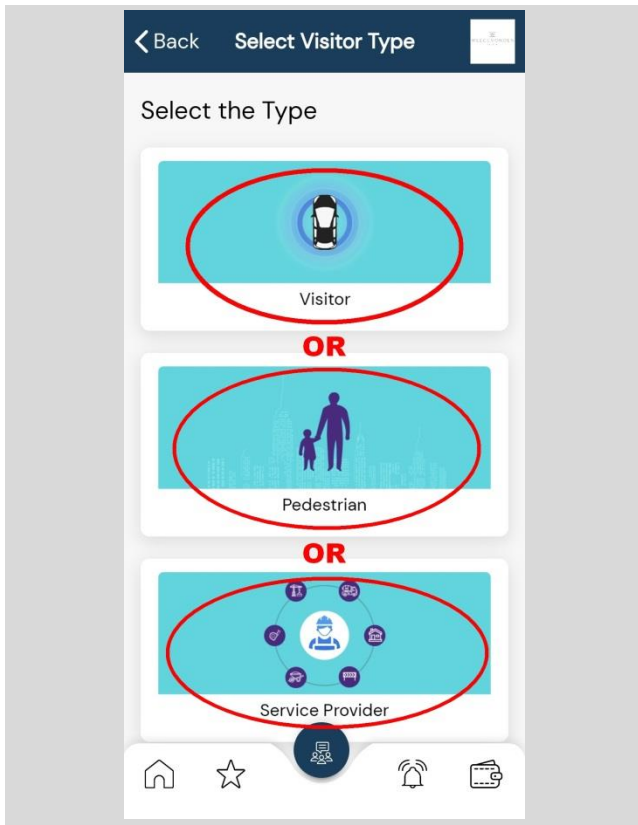 Back Select Visitor Type
Select the Type
Visitor
OR
Pedestrian
OR
Service Provider